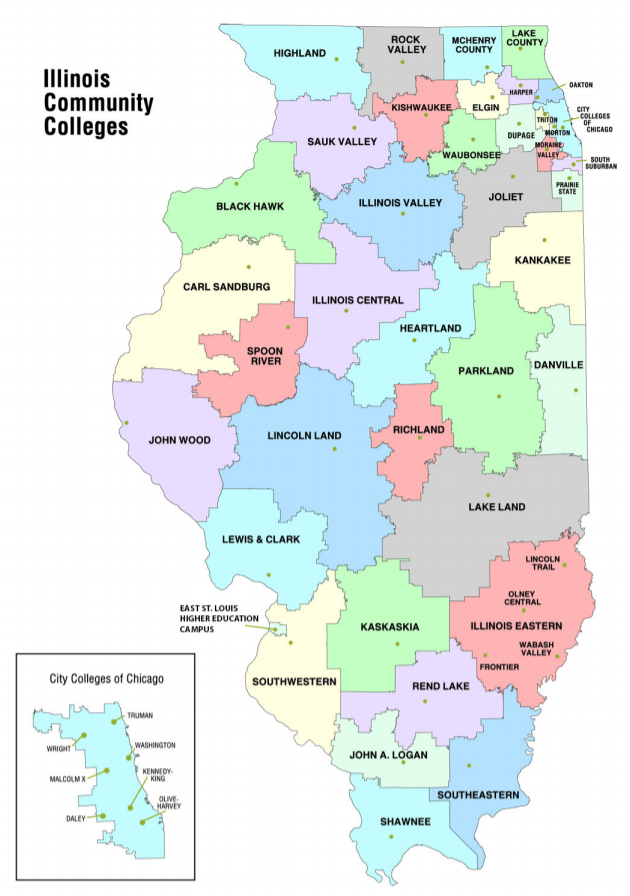 Illinois
Community
Colleges
HIGHLAND
ROCK
VALLEY
MCHENRY
COUNTY
LAKE
COUNTY
KISHWAUKEE
ELGIN
HARPER
OAKTON
TRITON
CITY
COLLEGES
OF
CHICAGO
DUPAGE
MORTON
MORAINE
VALLEY
SOUTH
SUBURBAN
PRAIRIE
STATE
SAUK VALLEY
WAUBONSEE
BLACK HAWK
ILLINOIS VALLEY
JOLIET
KANKAKEE
CARL SANDBURG
ILLINOIS CENTRAL
HEARTLAND
SPOON
RIVER
PARKLAND
DANVILLE
JOHN WOOD
LINCOLN LAND
RICHLAND
LAKE LAND
LEWIS & CLARK
LINCOLN
TRAIL
OLNEY
CENTRAL
ILLINOIS EASTERN
WABASH
VALLEY
FRONTIER
EAST ST. LOUIS
HIGHER EDUCATION
CAMPUS
KASKASKIA
SOUTHWESTERN
REND LAKE
JOHN A. LOGAN
SOUTHEASTERN
SHAWNEE
City Colleges of Chicago
TRUMAN
WRIGHT
WASHINGTON
MALCOLM X
KENNEDY-
KING
OLIVE-
HARVEY
DALEY